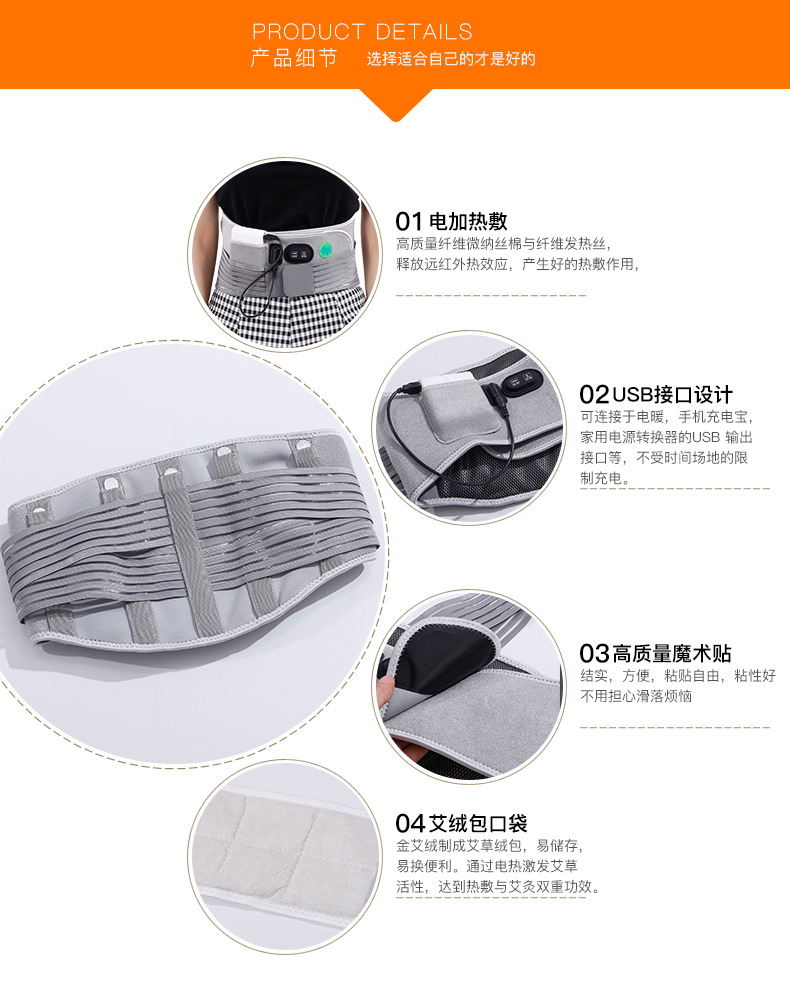 PRODUCT DETAILS
产品细节 选择适合自己的才是好的
01 电加热敷
高质量纤维微纳丝棉与纤维发热丝，
释放远红外热效应，产生好的热敷作用，
02 USB接口设计
可连接于电暖，手机充电宝，
家用电源转换器的USB 输出
接口等，不受时间场地的限
制充电。
03 高质量魔术贴
结实，方便，粘贴自由，粘性好
不用担心滑落烦恼
04 艾绒包口袋
金艾绒制成艾草绒包，易储存，
易换便利。通过电热激发艾草
活性，达到热敷与艾灸双重功效。